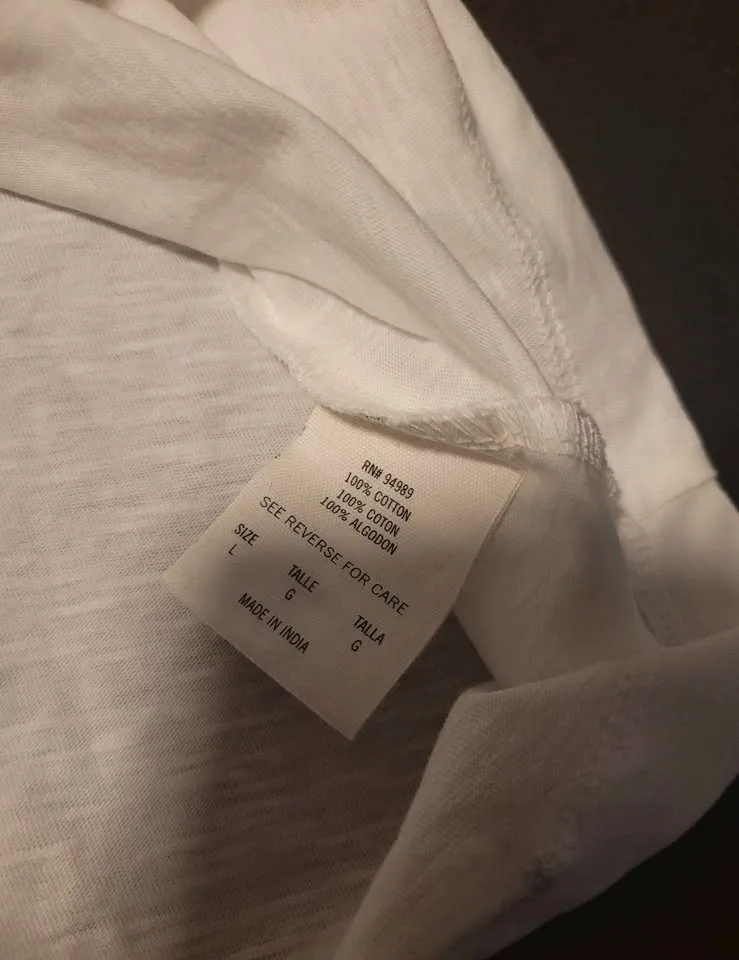 RN# 94989
100% COTTON
100% COTON
100% ALGODON
SEE REVERSE FOR CARE
SIZE TALLE TALLA
L G G
MADE IN INDIA